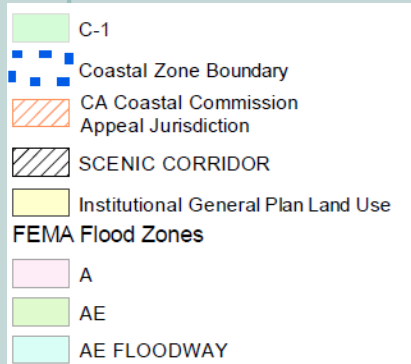 C-1
Coastal Zone Boundary
CA Coastal Commission
Appeal Jurisdiction
SCENIC CORRIDOR
Institutional General Plan Land Use
FEMA Flood Zones
A
AE
AE FLOODWAY